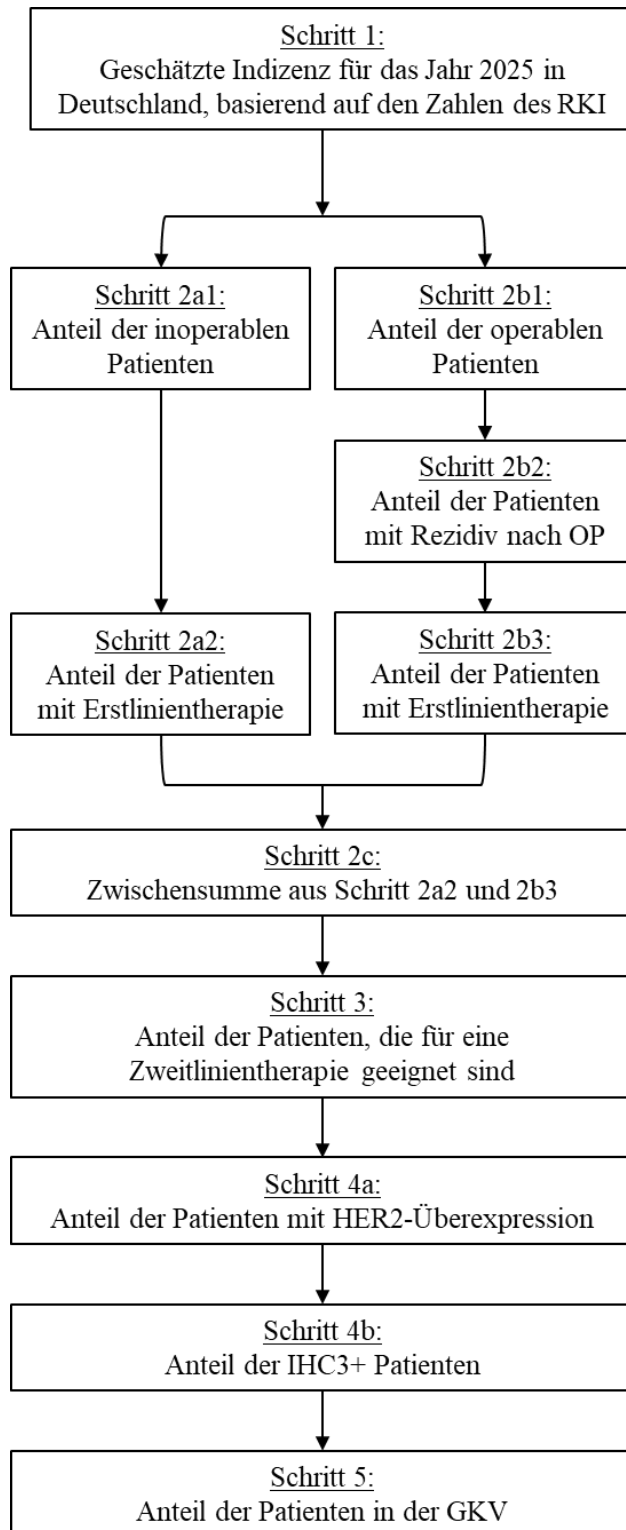 Schritt 1:
Geschätzte Indizenz für das Jahr 2025 in
Deutschland, basierend auf den Zahlen des RKI
Schritt 2a1:
Anteil der inoperablen
Patienten
Schritt 2b1:
Anteil der operablen
Patienten
Schritt 2b2:
Anteil der Patienten
mit Rezidiv nach OP
Schritt 2a2:
Anteil der Patienten
mit Erstlinientherapie
Schritt 2b3:
Anteil der Patienten
mit Erstlinientherapie
Schritt 2c:
Zwischensumme aus Schritt 2a2 und 2b3
Schritt 3:
Anteil der Patienten, die für eine
Zweitlinientherapie geeignet sind
Schritt 4a:
Anteil der Patienten mit HER2-Überexpression
Schritt 4b:
Anteil der IHC3+ Patienten
Schritt 5:
Anteil der Patienten in der GKV